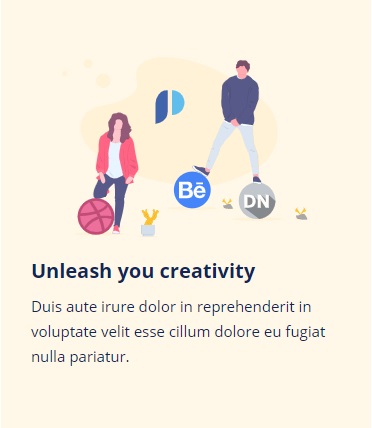 Bē
DN
Unleash you creativity
Duis aute irure dolor in reprehenderit in
voluptate velit esse cillum dolore eu fugiat
nulla pariatur.